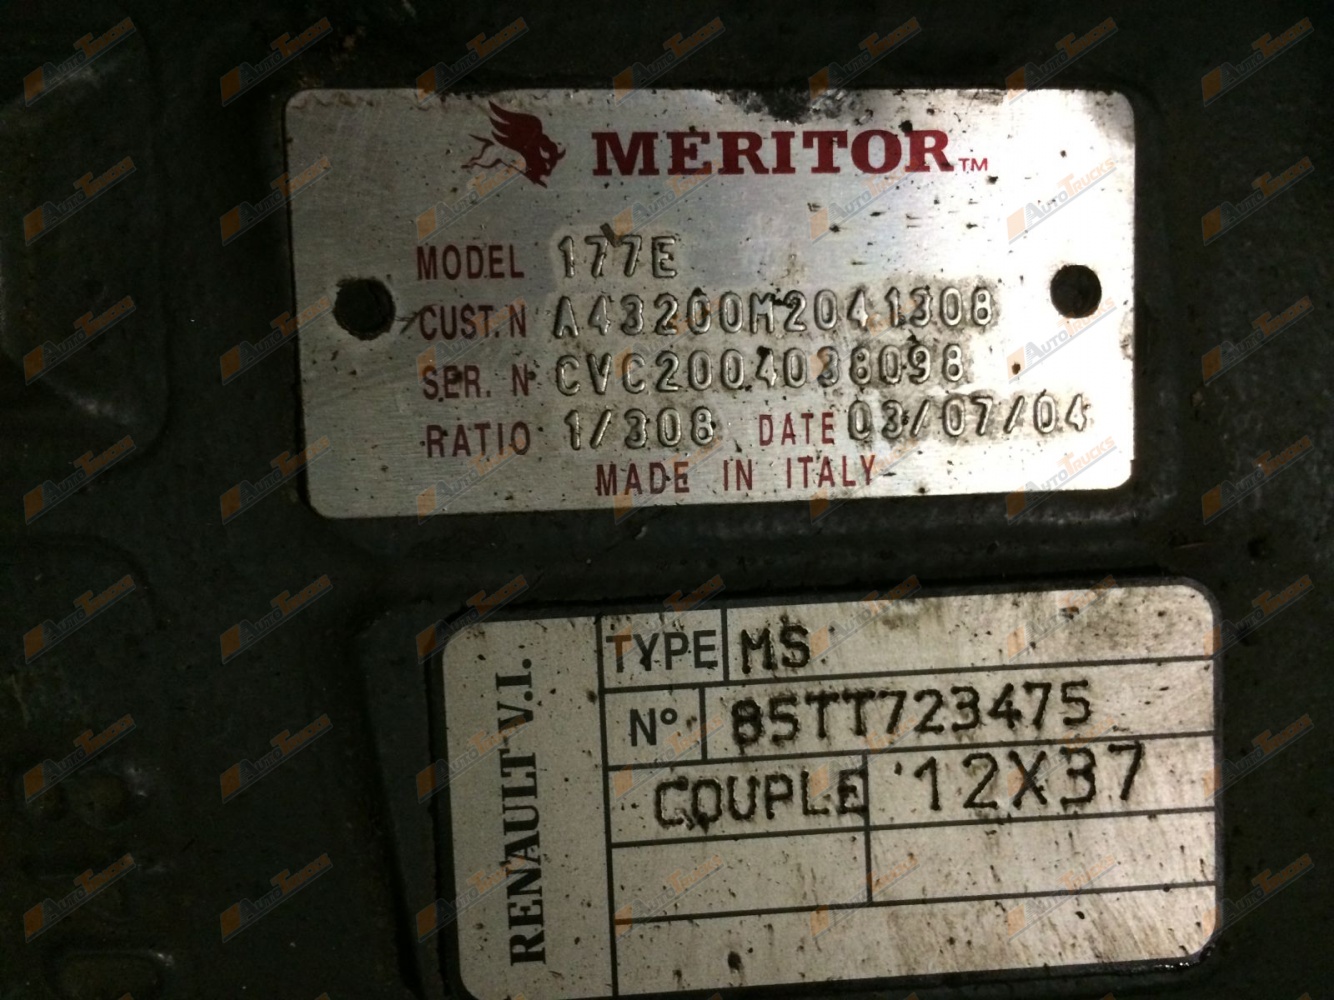 MERITOR™
MODEL 177E
CUST.N A43200M2041308
SER. N° CVC2004038098
RATIO 1/308 DATE 03/07/04
MADE IN ITALY
RENAULT V.I.
TYPE MS
N° 85TT723475
COUPLE 12X37
AUTOTRUCKS